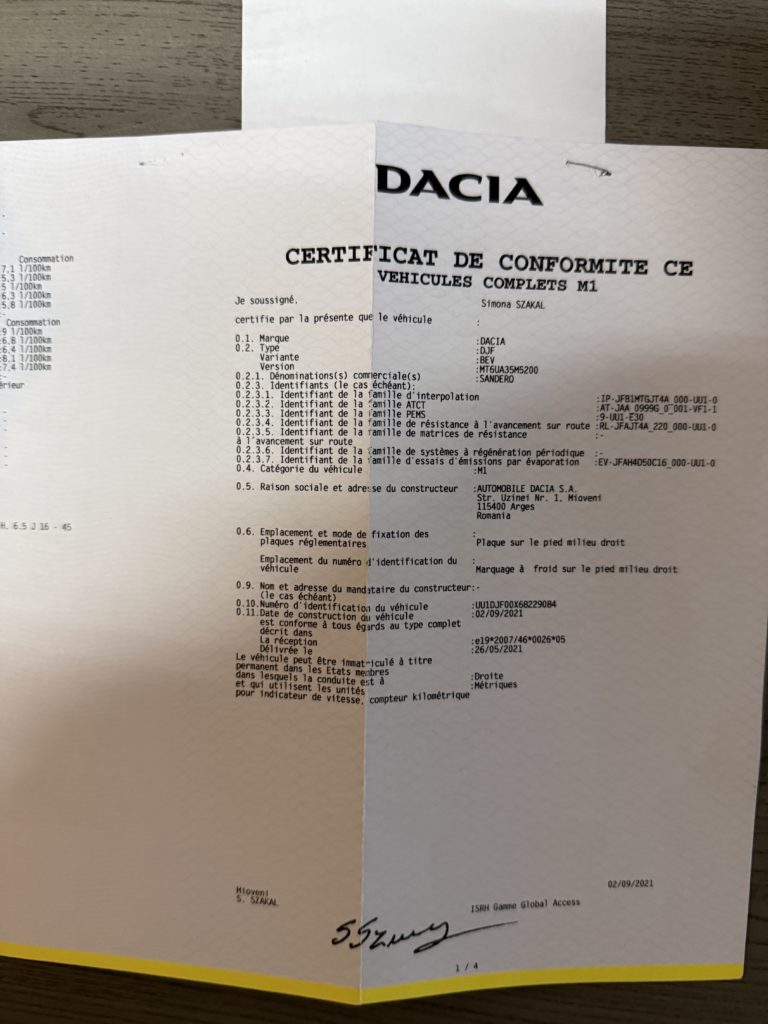 Consommation
7.1 l/100km
5.3 l/100km
5 l/100km
6.3 l/100km
5.8 l/100km
Consommation
9 l/100km
6.8 l/100km
6.4 l/100km
8.1 l/100km
7.4 l/100km
érieur
H. 6.5 J 16 - 45
DACIA
CERTIFICAT DE CONFORMITE CE
VEHICULES COMPLETS M1
Je soussigné, Simona SZAKAL
certifie par la présente que le véhicule :
0.1. Marque :DACIA
0.2. Type :DJF
Variante :BEV
Version :MT6UA35M5200
0.2.1. Dénominations(s) commerciale(s) :SANDERO
0.2.3. Identifiants (le cas échéant):
0.2.3.1. Identifiant de la famille d'interpolation :IP-JFB1MTGJT4A_000-UU1-0
0.2.3.2. Identifiant de la famille ATCT :AT-JAA_0999G_0_001-VF1-1
0.2.3.3. Identifiant de la famille PEMS :9-UU1-E30
0.2.3.4. Identifiant de la famille de résistance à l'avancement sur route :RL-JFAJT4A_220_000-UU1-0
0.2.3.5. Identifiant de la famille de matrices de résistance :-
à l'avancement sur route
0.2.3.6. Identifiant de la famille de systèmes à régénération périodique :-
0.2.3.7. Identifiant de la famille d'essais d'émissions par évaporation :EV-JFAH4D50C16_000-UU1-0
0.4. Catégorie du véhicule :M1
0.5. Raison sociale et adresse du constructeur :AUTOMOBILE DACIA S.A.
Str. Uzinei Nr. 1, Mioveni
115400 Arges
Romania
0.6. Emplacement et mode de fixation des :
plaques réglementaires Plaque sur le pied milieu droit
Emplacement du numéro d'identification du :
véhicule Marquage à froid sur le pied milieu droit
0.9. Nom et adresse du mandataire du constructeur:-
(le cas échéant)
0.10.Numéro d'identification du véhicule :UU1DJF00X68229084
0.11.Date de construction du véhicule :02/09/2021
est conforme à tous égards au type complet
décrit dans
La réception :e19*2007/46*0026*05
Délivrée le :26/05/2021
Le véhicule peut être immatriculé à titre
permanent dans les Etats membres
dans lesquels la conduite est à :Droite
et qui utilisent les unités :Métriques
pour indicateur de vitesse, compteur kilométrique
Mioveni 02/09/2021
S. SZAKAL ISRH Gamme Global Access
1 / 4